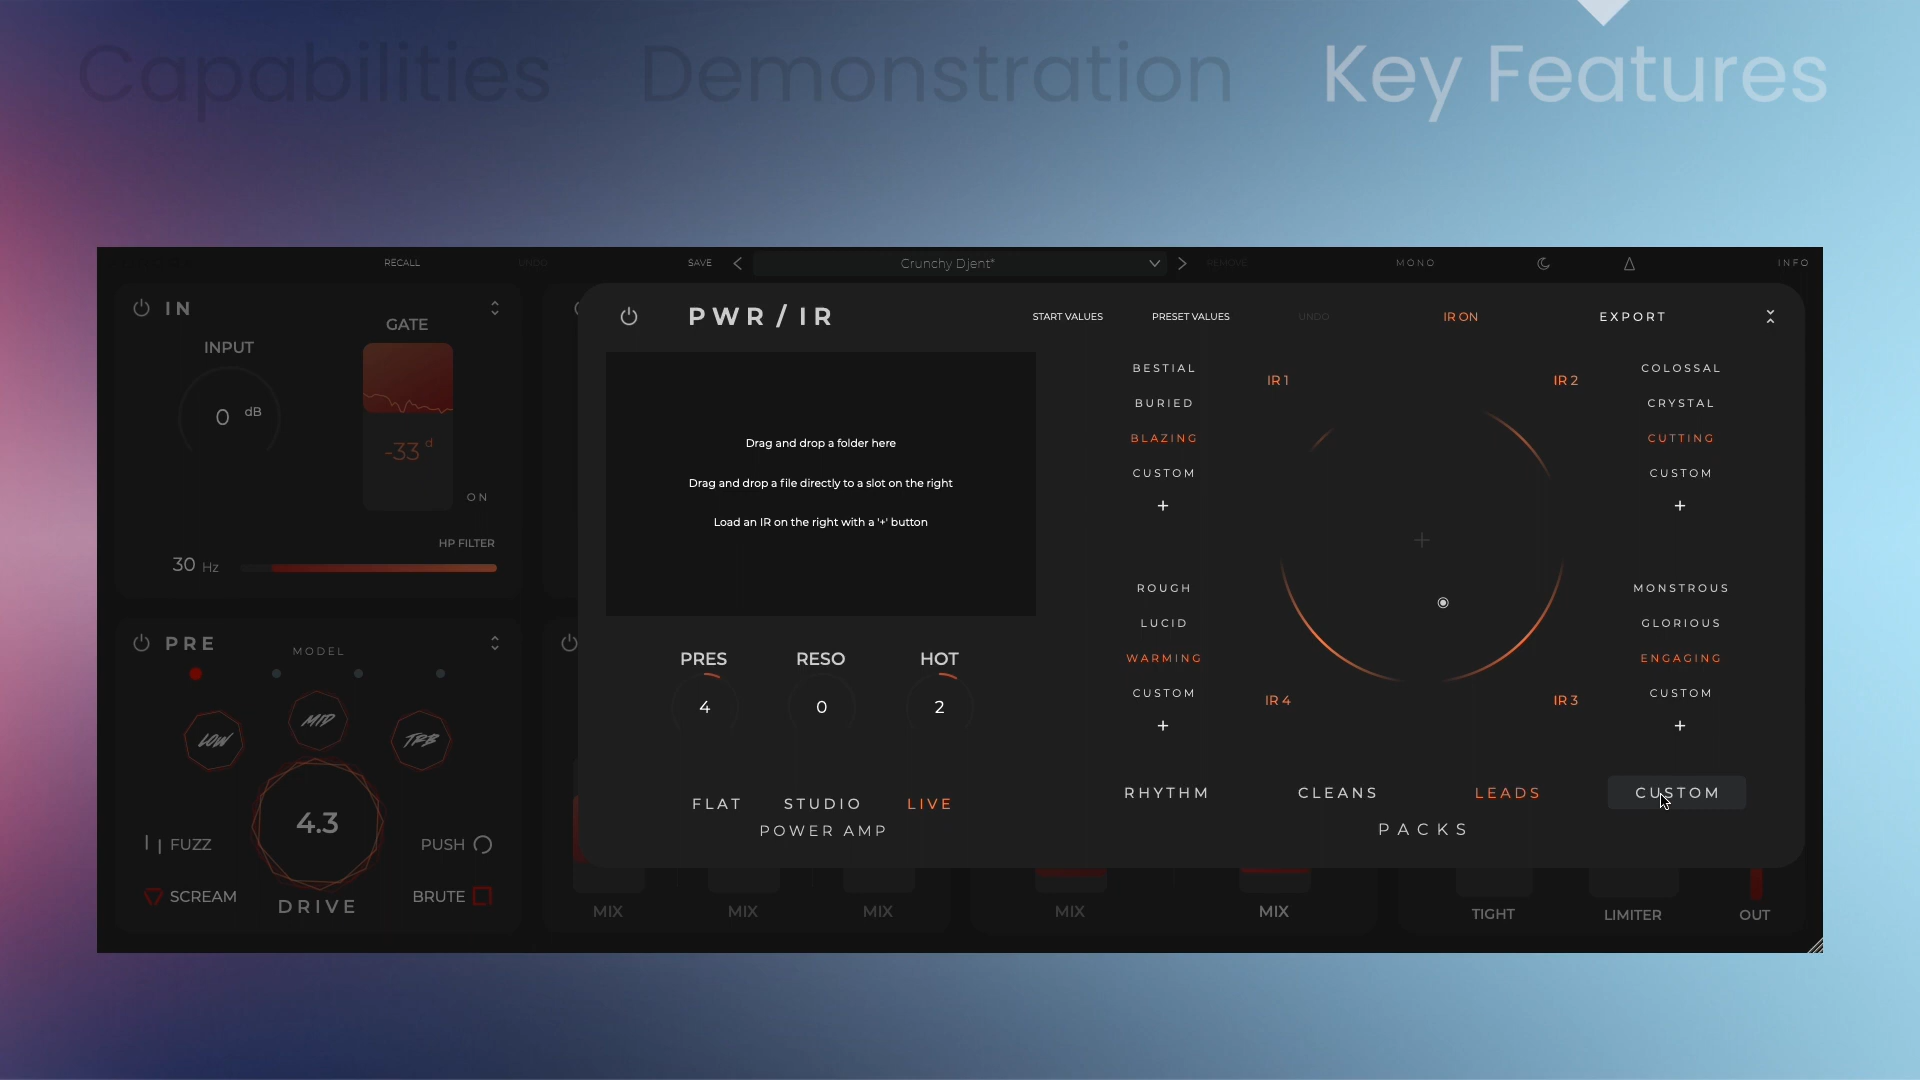 Capabilities Demonstration Key Features
RECALL UNDO SAVE Crunchy Djent* REMOVE MONO INFO
IN
GATE
INPUT
0 dB
-33 d
ON
HP FILTER
30 Hz
PRE
MODEL
LOW MID TRB
4.3
FUZZ PUSH
SCREAM BRUTE
DRIVE
PWR / IR START VALUES PRESET VALUES UNDO IR ON EXPORT
Drag and drop a folder here
Drag and drop a file directly to a slot on the right
Load an IR on the right with a '+' button
PRES RESO HOT
4 0 2
FLAT STUDIO LIVE
POWER AMP
IR 1
BESTIAL
BURIED
BLAZING
CUSTOM
+
IR 2
COLOSSAL
CRYSTAL
CUTTING
CUSTOM
+
ROUGH
LUCID
WARMING
CUSTOM
IR 4
+
MONSTROUS
GLORIOUS
ENGAGING
CUSTOM
IR 3
+
RHYTHM CLEANS LEADS CUSTOM
PACKS
MIX MIX MIX MIX MIX TIGHT LIMITER OUT